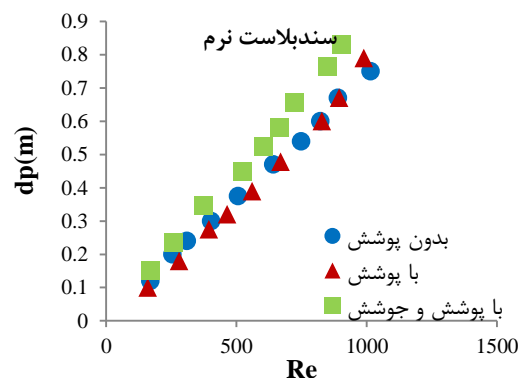 سندبلاست نرم
0.9
0.8
0.7
0.6
0.5
0.4
0.3
0.2
0.1
0
dp(m)
بدون پوشش
با پوشش
با پوشش و جوشش
0 500 1000 1500
Re